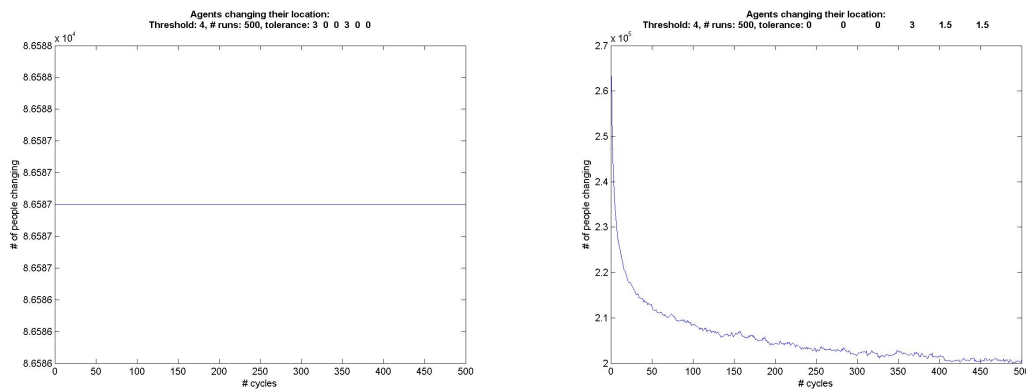 Agents changing their location:
Threshold: 4, # runs: 500, tolerance: 3 0 0 3 0 0
x 10⁴
8.6588
8.6588
8.6588
8.6587
8.6587
8.6587
8.6587
8.6587
8.6586
8.6586
8.6586
# of people changing
0 50 100 150 200 250 300 350 400 450 500
# cycles
Agents changing their location:
Threshold: 4, # runs: 500, tolerance: 0 0 0 3 1.5 1.5
x 10⁵
2.7
2.6
2.5
2.4
2.3
2.2
2.1
2
# of people changing
0 50 100 150 200 250 300 350 400 450 500
# cycles